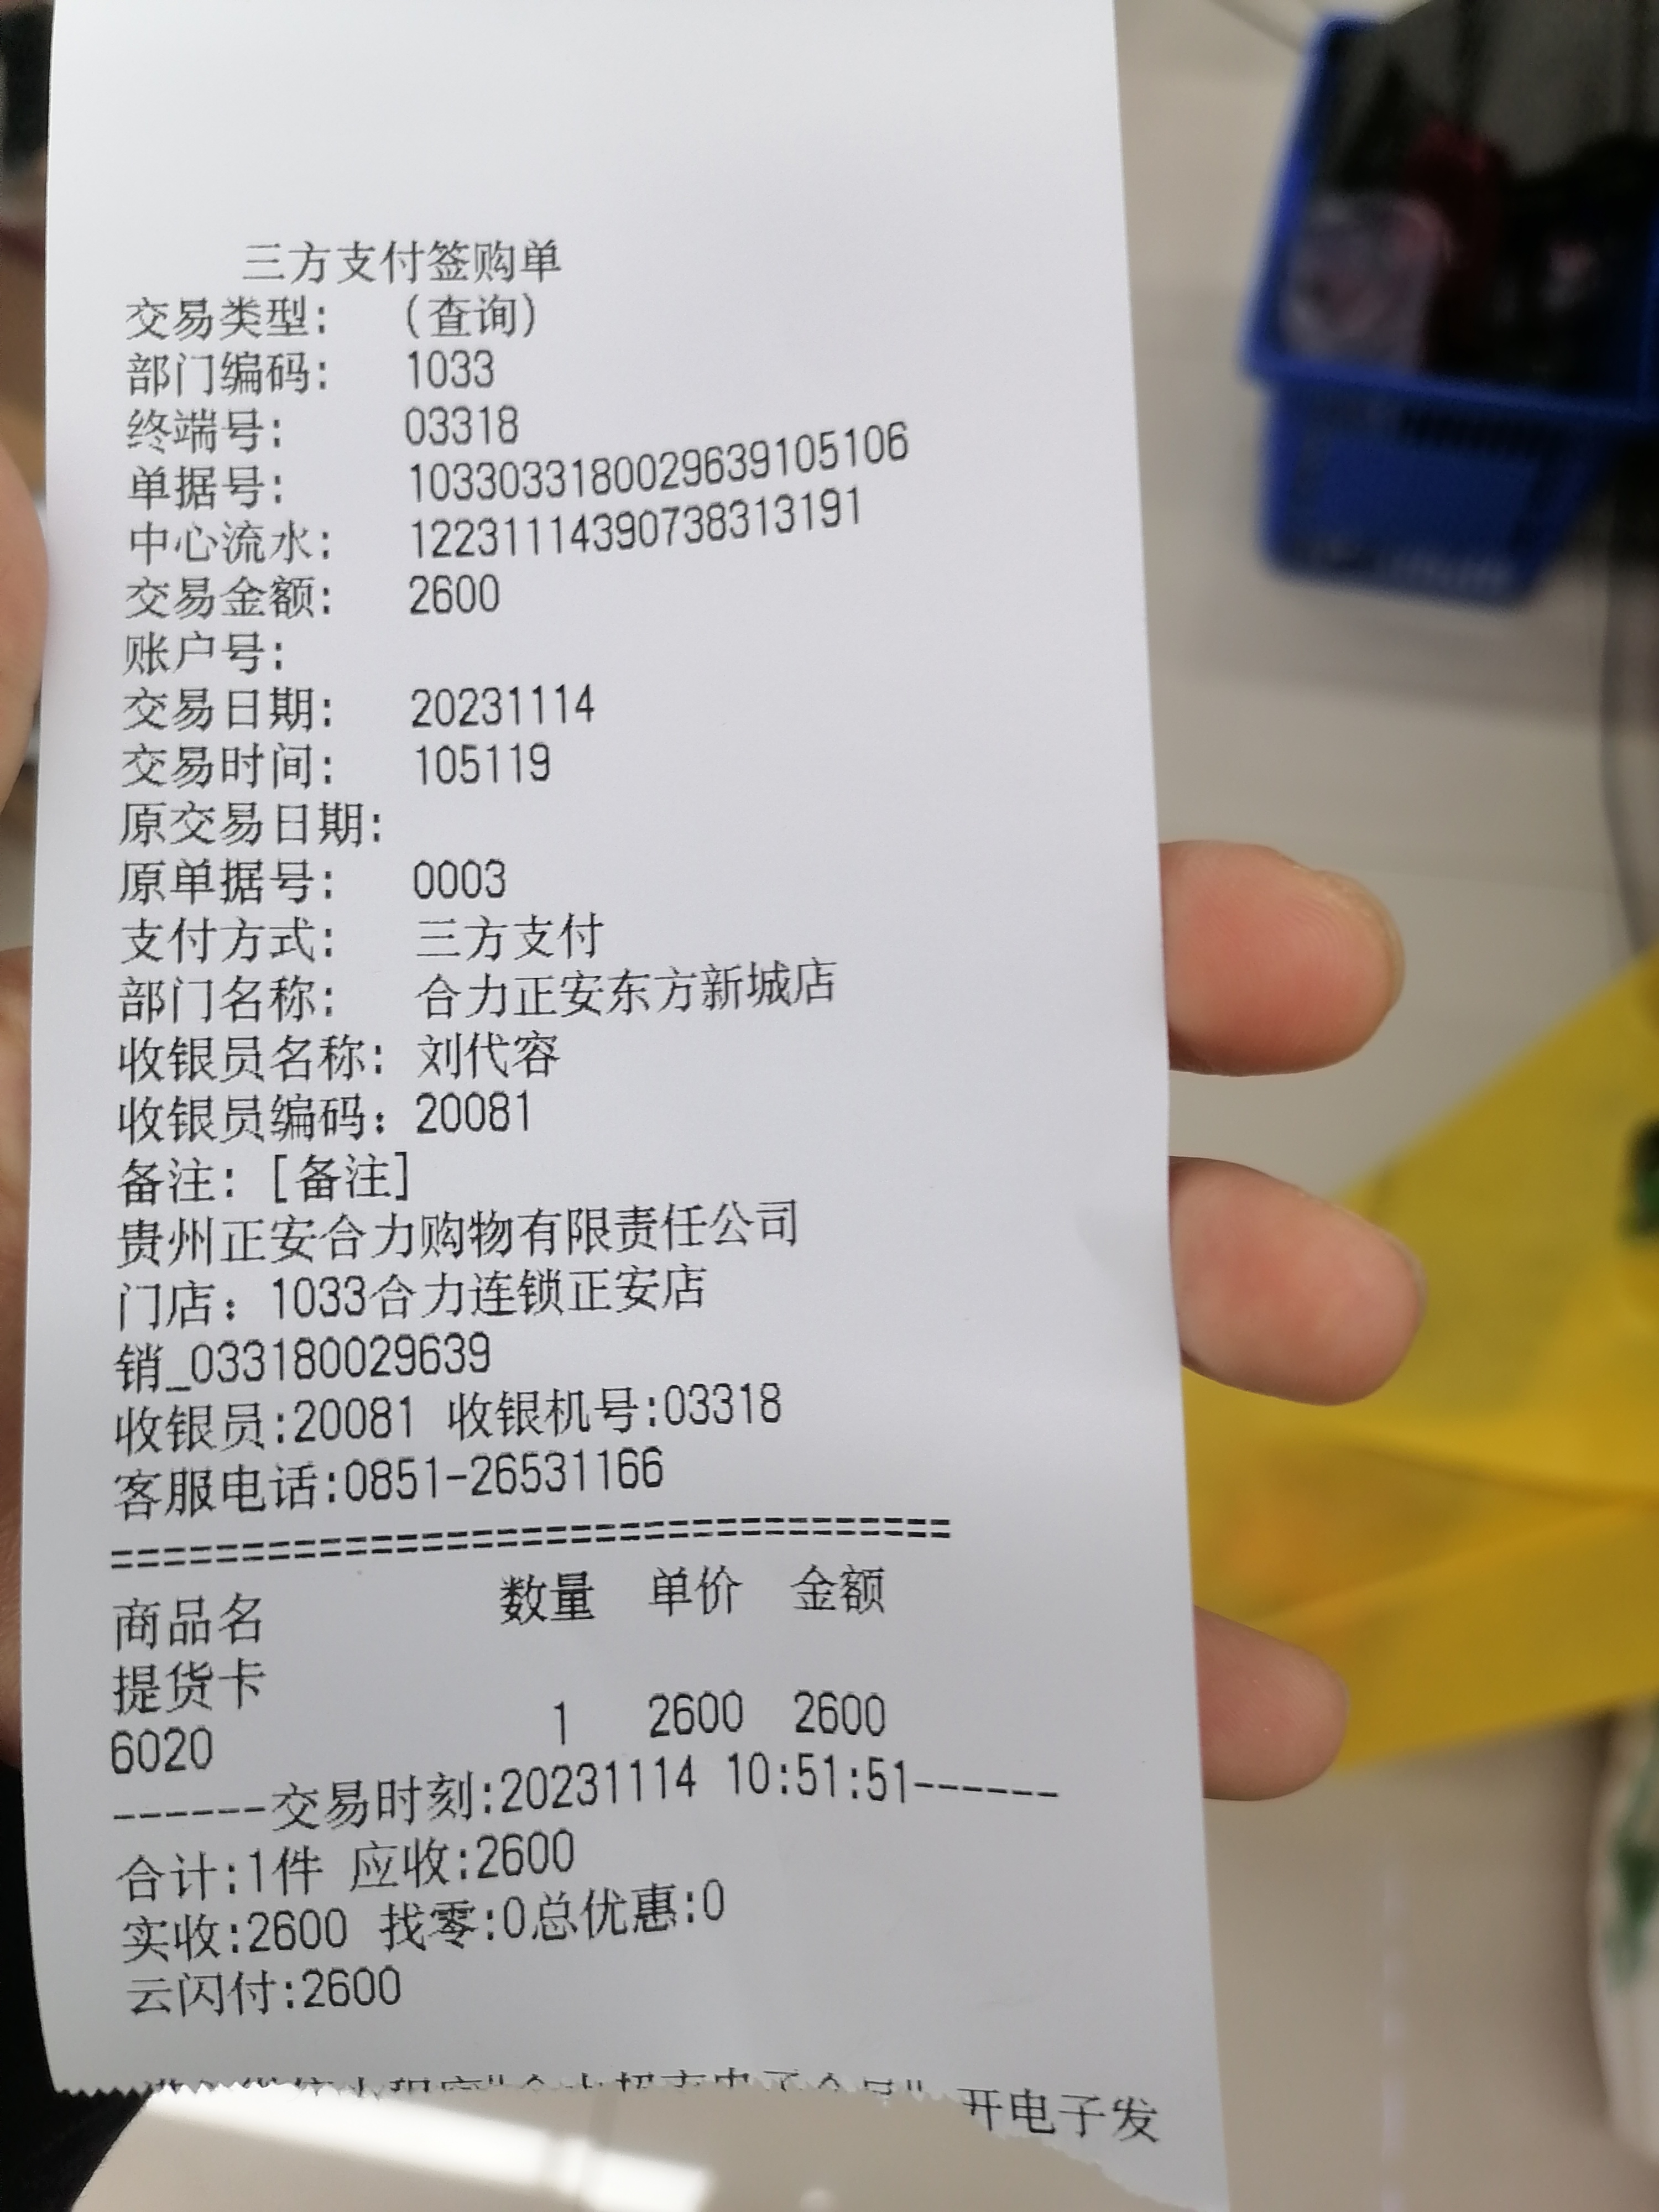 三方支付签购单
交易类型: (查询)
部门编码: 1033
终端号: 03318
单据号: 1033033180029639105106
中心流水: 12231114390738313191
交易金额: 2600
账户号:
交易日期: 20231114
交易时间: 105119
原交易日期:
原单据号: 0003
支付方式: 三方支付
部门名称: 合力正安东方新城店
收银员名称: 刘代容
收银员编码: 20081
备注: [备注]
贵州正安合力购物有限责任公司
门店: 1033合力连锁正安店
销_033180029639
收银员:20081 收银机号:03318
客服电话:0851-26531166
================================
商品名 数量 单价 金额
提货卡
6020 1 2600 2600
------交易时刻:20231114 10:51:51------
合计:1件 应收:2600
实收:2600 找零:0总优惠:0
云闪付:2600
开电子发